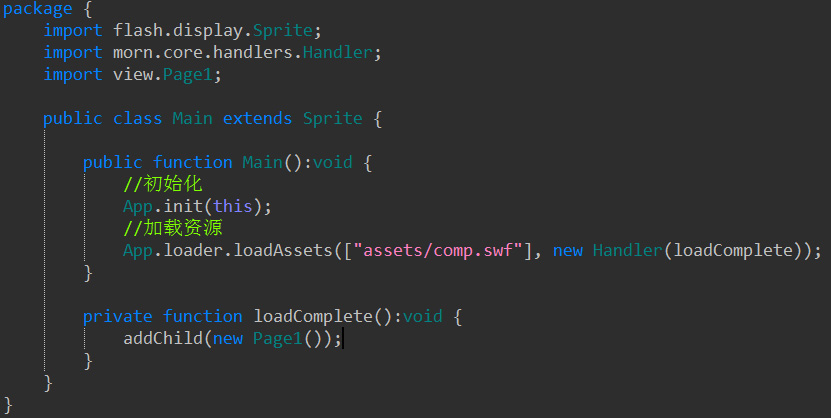 package {
import flash.display.Sprite;
import morn.core.handlers.Handler;
import view.Page1;
public class Main extends Sprite {
public function Main():void {
//初始化
App.init(this);
//加载资源
App.loader.loadAssets(["assets/comp.swf"], new Handler(loadComplete));
}
private function loadComplete():void {
addChild(new Page1());
}
}
}